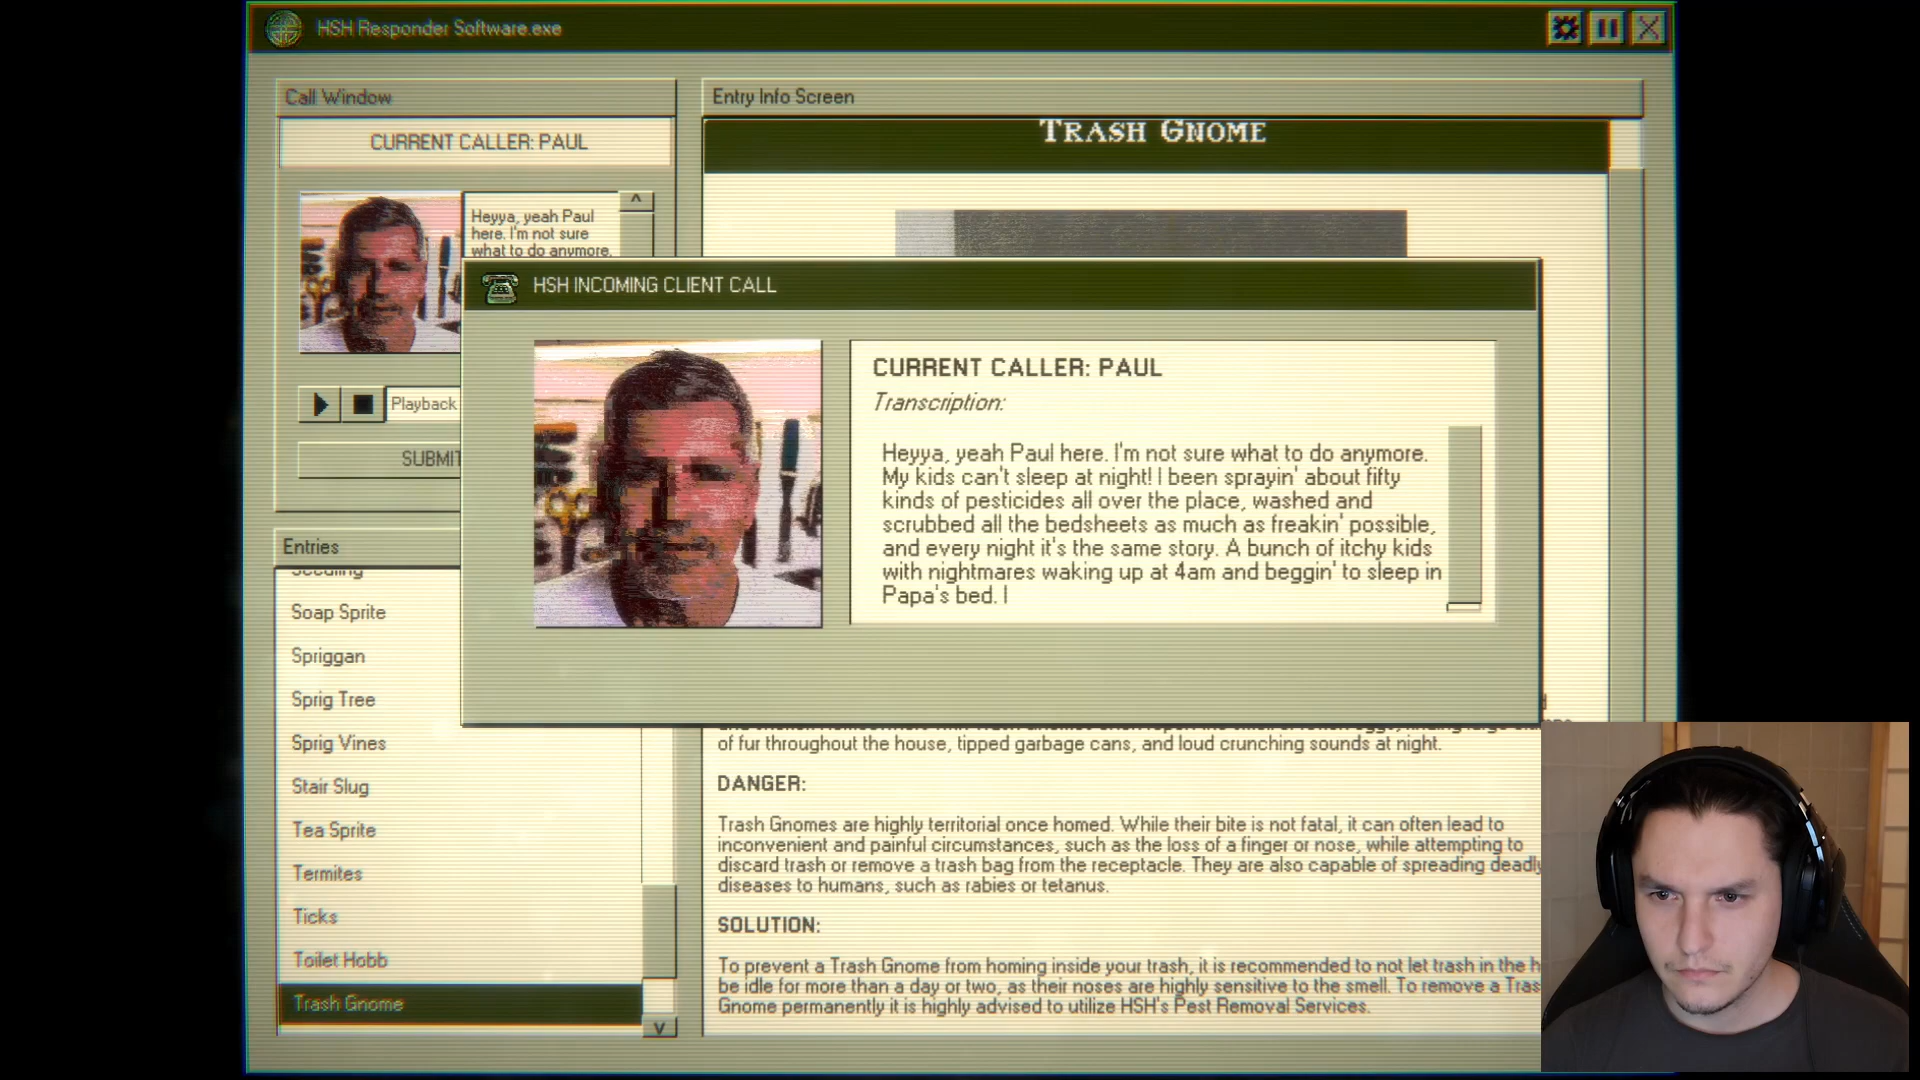 HSH Responder Software.exe
Call Window
CURRENT CALLER: PAUL
Heyya, yeah Paul
here. I'm not sure
what to do anymore.
Playback
SUBMIT
Entries
Seedling
Soap Sprite
Spriggan
Sprig Tree
Sprig Vines
Stair Slug
Tea Sprite
Termites
Ticks
Toilet Hobb
Trash Gnome
Entry Info Screen
TRASH GNOME
HSH INCOMING CLIENT CALL
CURRENT CALLER: PAUL
Transcription:
Heyya, yeah Paul here. I'm not sure what to do anymore.
My kids can't sleep at night! I been sprayin' about fifty
kinds of pesticides all over the place, washed and
scrubbed all the bedsheets as much as freakin' possible,
and every night it's the same story. A bunch of itchy kids
with nightmares waking up at 4am and beggin' to sleep in
Papa's bed. I
of fur throughout the house, tipped garbage cans, and loud crunching sounds at night.
DANGER:
Trash Gnomes are highly territorial once homed. While their bite is not fatal, it can often lead to
inconvenient and painful circumstances, such as the loss of a finger or nose, while attempting to
discard trash or remove a trash bag from the receptacle. They are also capable of spreading deadly
diseases to humans, such as rabies or tetanus.
SOLUTION:
To prevent a Trash Gnome from homing inside your trash, it is recommended to not let trash in the h
be idle for more than a day or two, as their noses are highly sensitive to the smell. To remove a Tras
Gnome permanently it is highly advised to utilize HSH's Pest Removal Services.